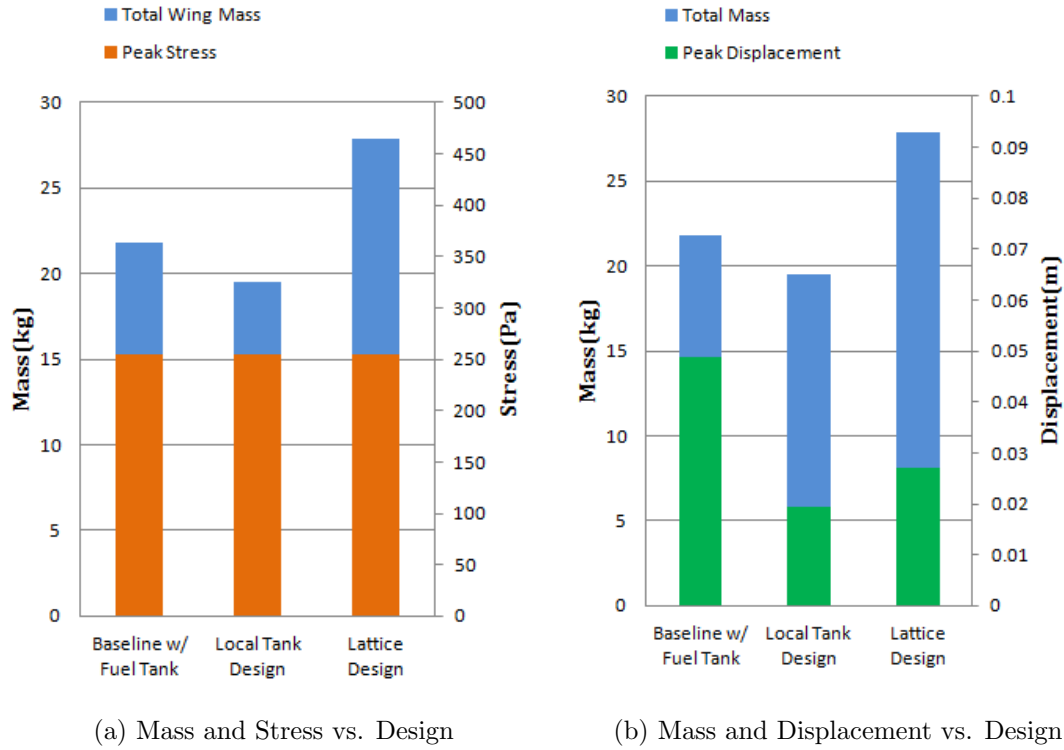 Total Wing Mass
Peak Stress
30
25
20
15
10
5
0
Mass(kg)
500
450
400
350
300
250
200
150
100
50
0
Stress(Pa)
Baseline w/
Fuel Tank
Local Tank
Design
Lattice
Design
(a) Mass and Stress vs. Design
Total Mass
Peak Displacement
30
25
20
15
10
5
0
Mass(kg)
0.1
0.09
0.08
0.07
0.06
0.05
0.04
0.03
0.02
0.01
0
Displacement(m)
Baseline w/
Fuel Tank
Local Tank
Design
Lattice
Design
(b) Mass and Displacement vs. Design